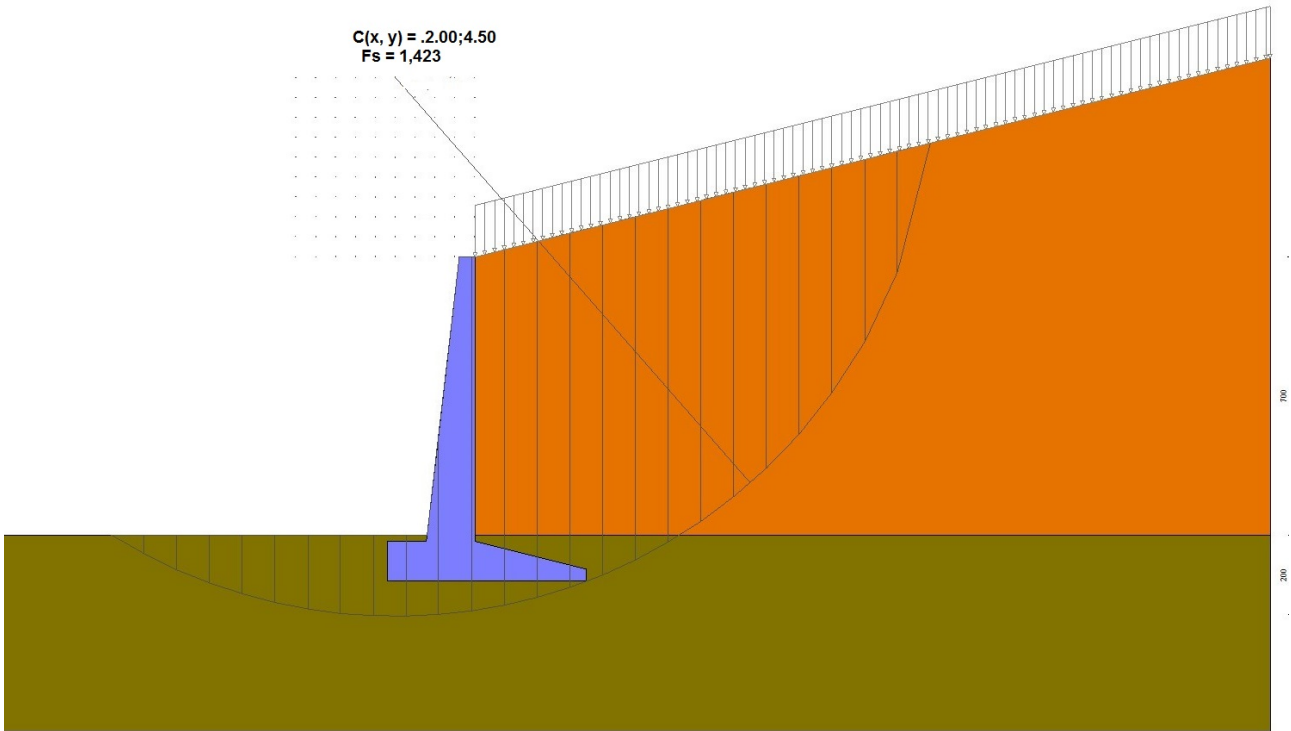 C(x, y) = .2.00;4.50
Fs = 1,423
700
200